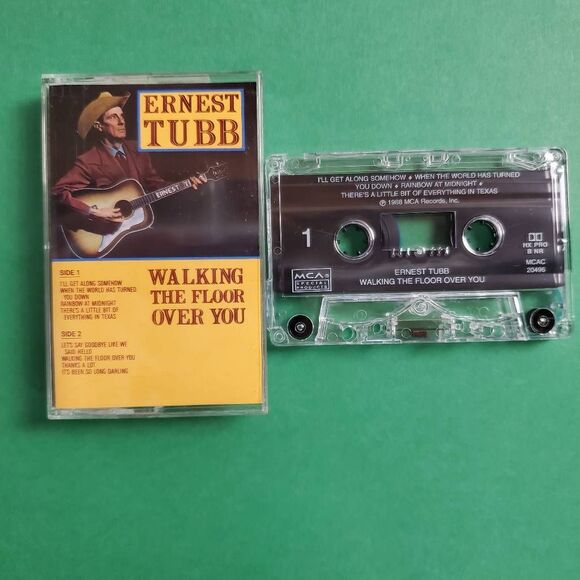 ERNEST
TUBB
ERNEST T
SIDE 1
I'LL GET ALONG SOMEHOW
WHEN THE WORLD HAS TURNED
YOU DOWN
RAINBOW AT MIDNIGHT
THERE'S A LITTLE BIT OF
EVERYTHING IN TEXAS
SIDE 2
LET'S SAY GOODBYE LIKE WE
SAID HELLO
WALKING THE FLOOR OVER YOU
THANKS A LOT
IT'S BEEN SO LONG DARLING
WALKING
THE FLOOR
OVER YOU
I'LL GET ALONG SOMEHOW ♦ WHEN THE WORLD HAS TURNED
YOU DOWN ♦ RAINBOW AT MIDNIGHT ♦
THERE'S A LITTLE BIT OF EVERYTHING IN TEXAS
℗ 1988 MCA Records, Inc.
1
HX PRO
B NR
MCA
SPECIAL
PRODUCTS
MCAC
20496
ERNEST TUBB
WALKING THE FLOOR OVER YOU